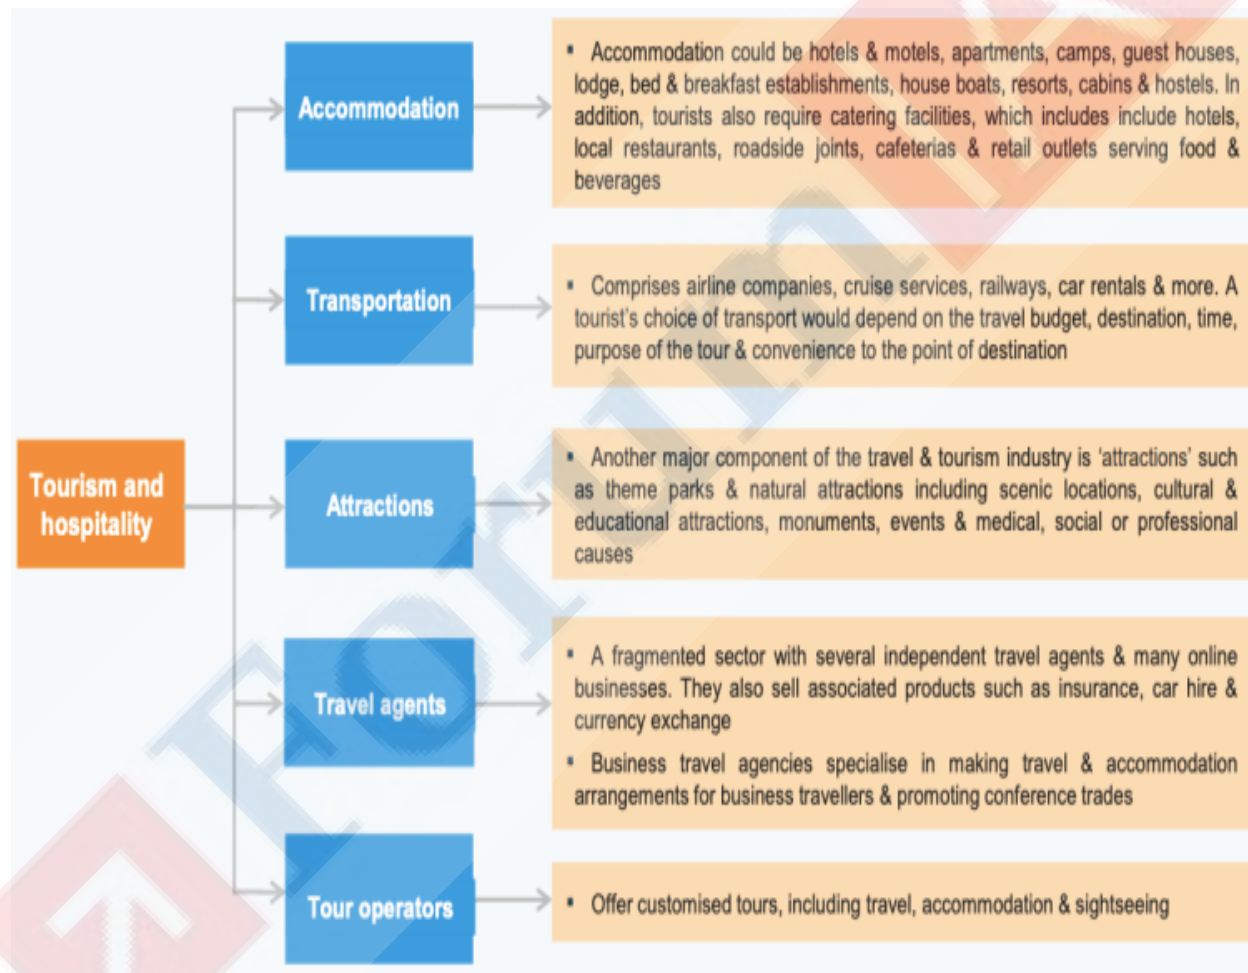 Accommodation
▪ Accommodation could be hotels & motels, apartments, camps, guest houses,
lodge, bed & breakfast establishments, house boats, resorts, cabins & hostels. In
addition, tourists also require catering facilities, which includes include hotels,
local restaurants, roadside joints, cafeterias & retail outlets serving food &
beverages
Transportation
▪ Comprises airline companies, cruise services, railways, car rentals & more. A
tourist's choice of transport would depend on the travel budget, destination, time,
purpose of the tour & convenience to the point of destination
Tourism and
hospitality
Attractions
▪ Another major component of the travel & tourism industry is 'attractions' such
as theme parks & natural attractions including scenic locations, cultural &
educational attractions, monuments, events & medical, social or professional
causes
Travel agents
▪ A fragmented sector with several independent travel agents & many online
businesses. They also sell associated products such as insurance, car hire &
currency exchange
▪ Business travel agencies specialise in making travel & accommodation
arrangements for business travellers & promoting conference trades
Tour operators
▪ Offer customised tours, including travel, accommodation & sightseeing
Forum